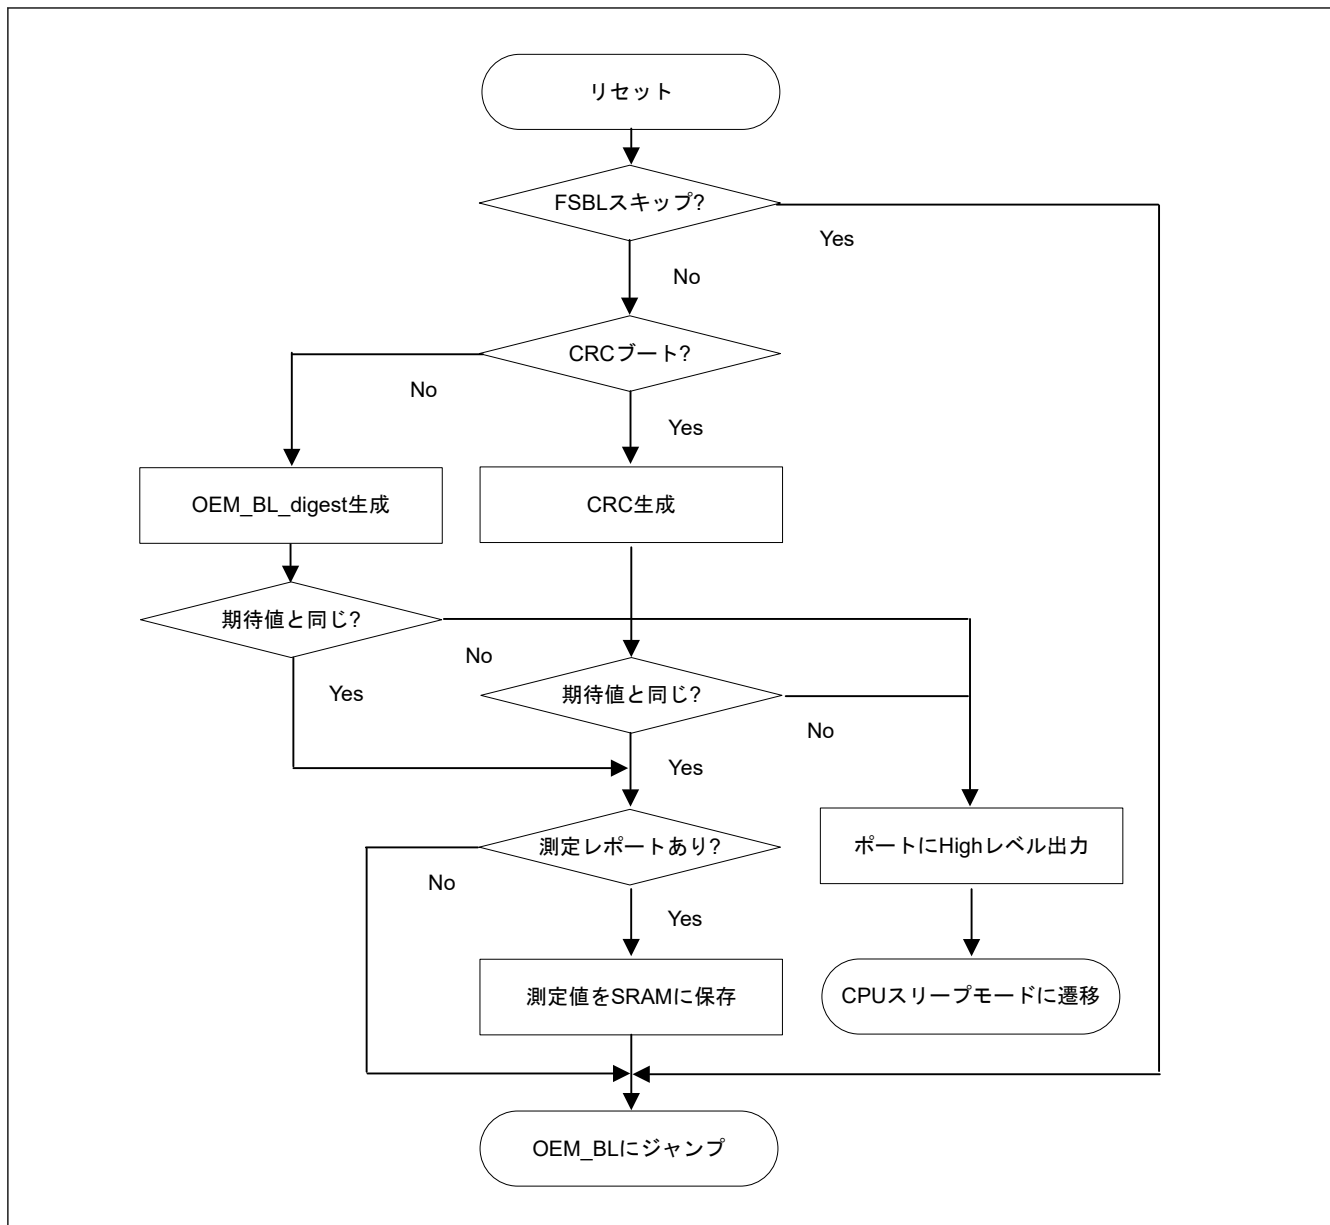 リセット
FSBLスキップ?
Yes
No
CRCブート?
No
Yes
OEM_BL_digest生成
CRC生成
期待値と同じ?
No
Yes
期待値と同じ?
No
Yes
測定レポートあり?
ポートにHighレベル出力
No
Yes
測定値をSRAMに保存
CPUスリープモードに遷移
OEM_BLにジャンプ